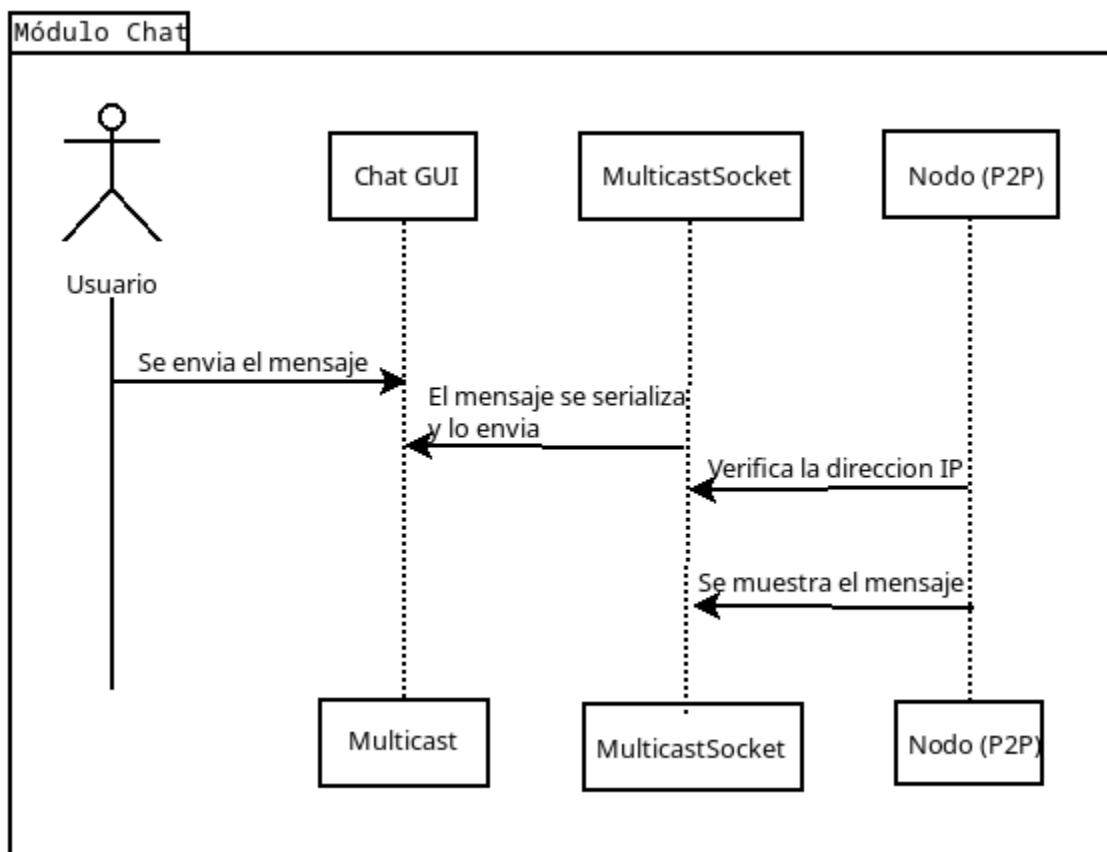 Módulo Chat
Chat GUI
MulticastSocket
Nodo (P2P)
Usuario
Se envia el mensaje
El mensaje se serializa
y lo envia
Verifica la direccion IP
Se muestra el mensaje
Multicast
MulticastSocket
Nodo (P2P)